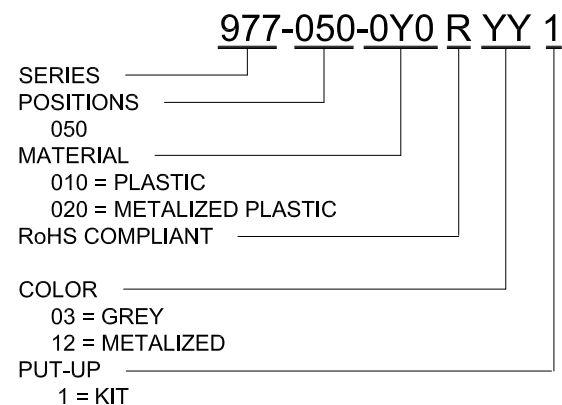 977-050-0Y0 R YY 1
SERIES
POSITIONS
050
MATERIAL
010 = PLASTIC
020 = METALIZED PLASTIC
RoHS COMPLIANT
COLOR
03 = GREY
12 = METALIZED
PUT-UP
1 = KIT